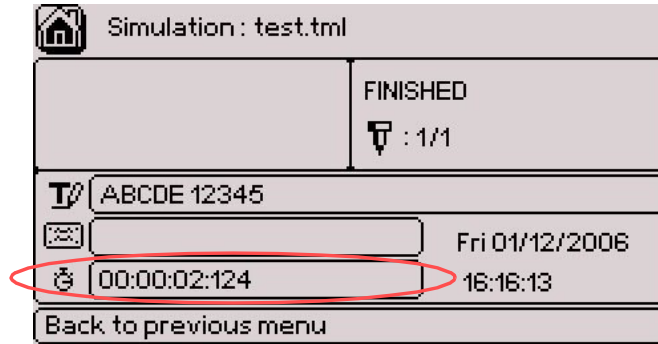 Simulation : test.tml
FINISHED
: 1/1
ABCDE 12345
Fri 01/12/2006
00:00:02:124
16:16:13
Back to previous menu